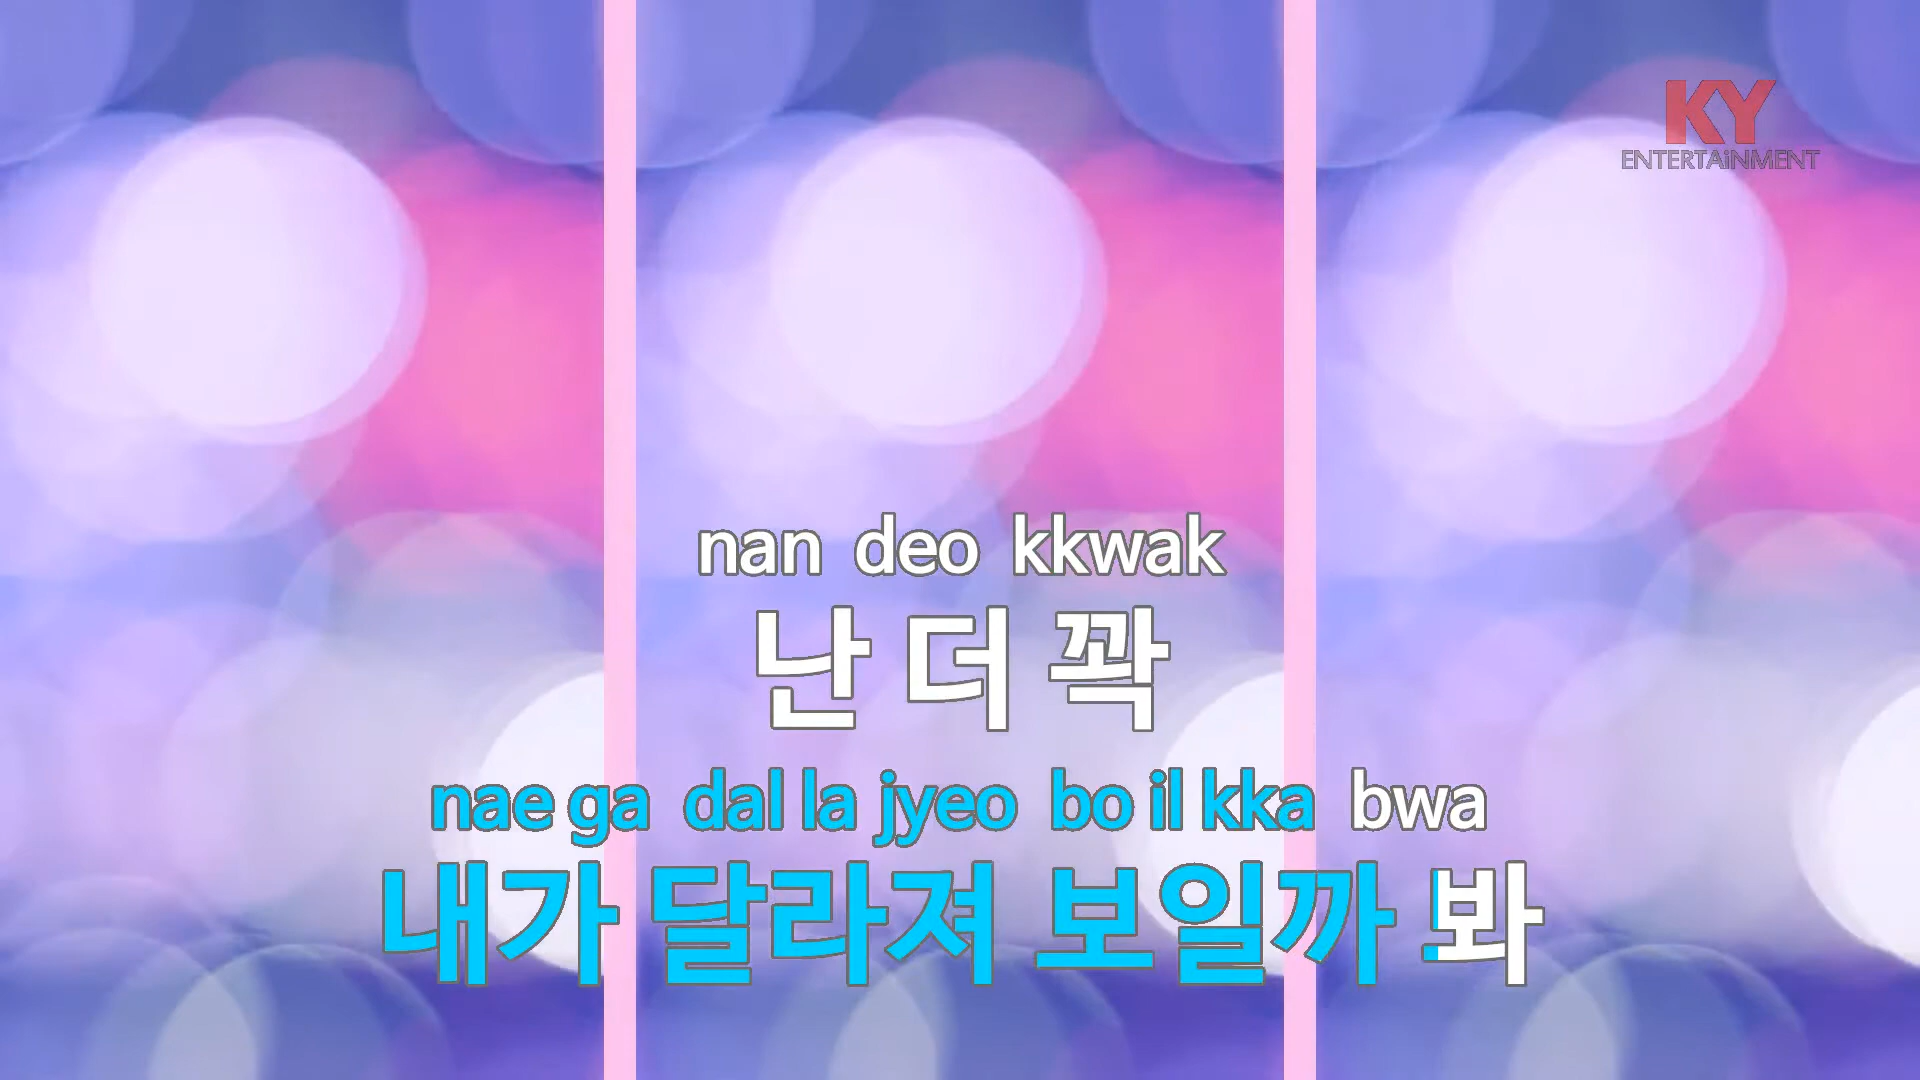 KY
ENTERTAiNMENT
nan deo kkwak
난 더 꽉
nae ga dal la jyeo bo il kka bwa
내가 달라져 보일까 봐